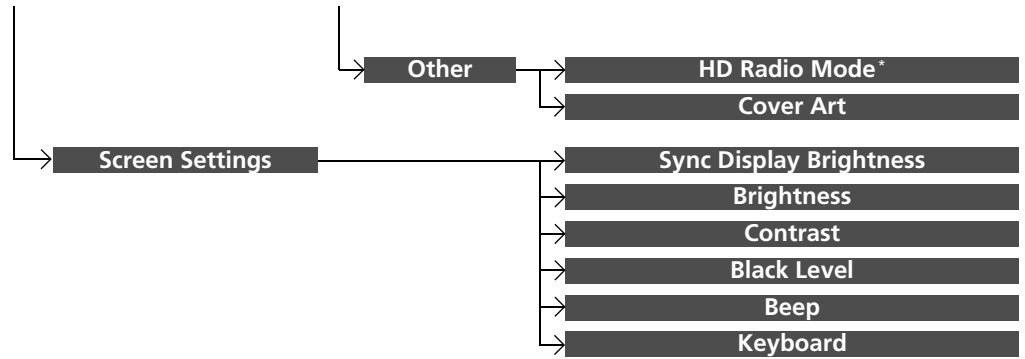 Other
HD Radio Mode*
Cover Art
Screen Settings
Sync Display Brightness
Brightness
Contrast
Black Level
Beep
Keyboard